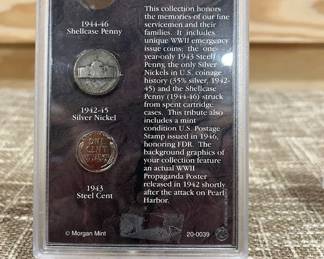 1944-46
Shellcase Penny
1942-45
Silver Nickel
ONE
CENT
1943
Steel Cent
This collection honors
the memories of our fine
servicemen and their
families. It includes
unique WWII emergency
issue coins: the one-
year-only 1943 Steel
Penny, the only Silver
Nickels in U.S. coinage
history (35% silver, 1942-
45) and the Shellcase
Penny (1944-46) struck
from spent cartridge
cases. This tribute also
includes a mint
condition U.S. Postage
Stamp issued in 1946,
honoring FDR. The
background graphics of
your collection feature
an actual WWII
Propaganda Poster
released in 1942 shortly
after the attack on Pearl
Harbor.
© Morgan Mint
20-0039